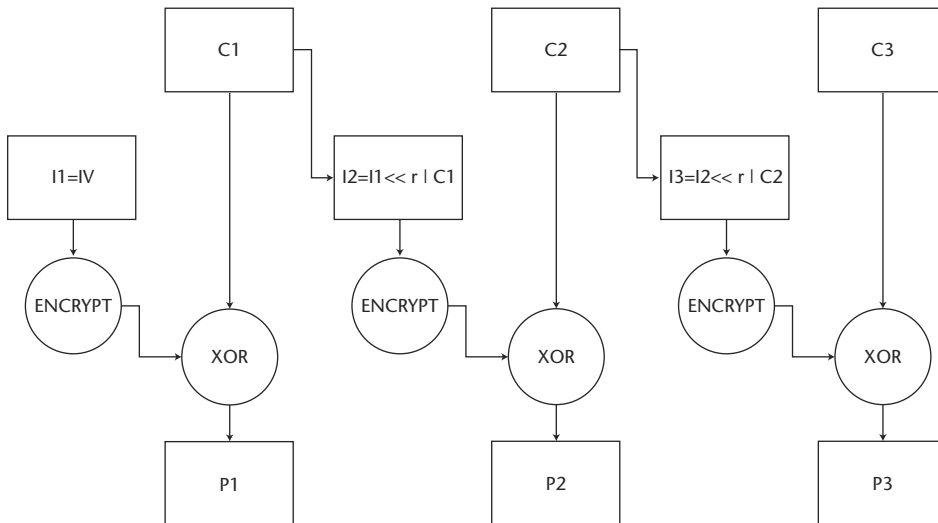 C1
C2
C3
I1=IV
I2=I1<< r | C1
I3=I2<< r | C2
ENCRYPT
ENCRYPT
ENCRYPT
XOR
XOR
XOR
P1
P2
P3